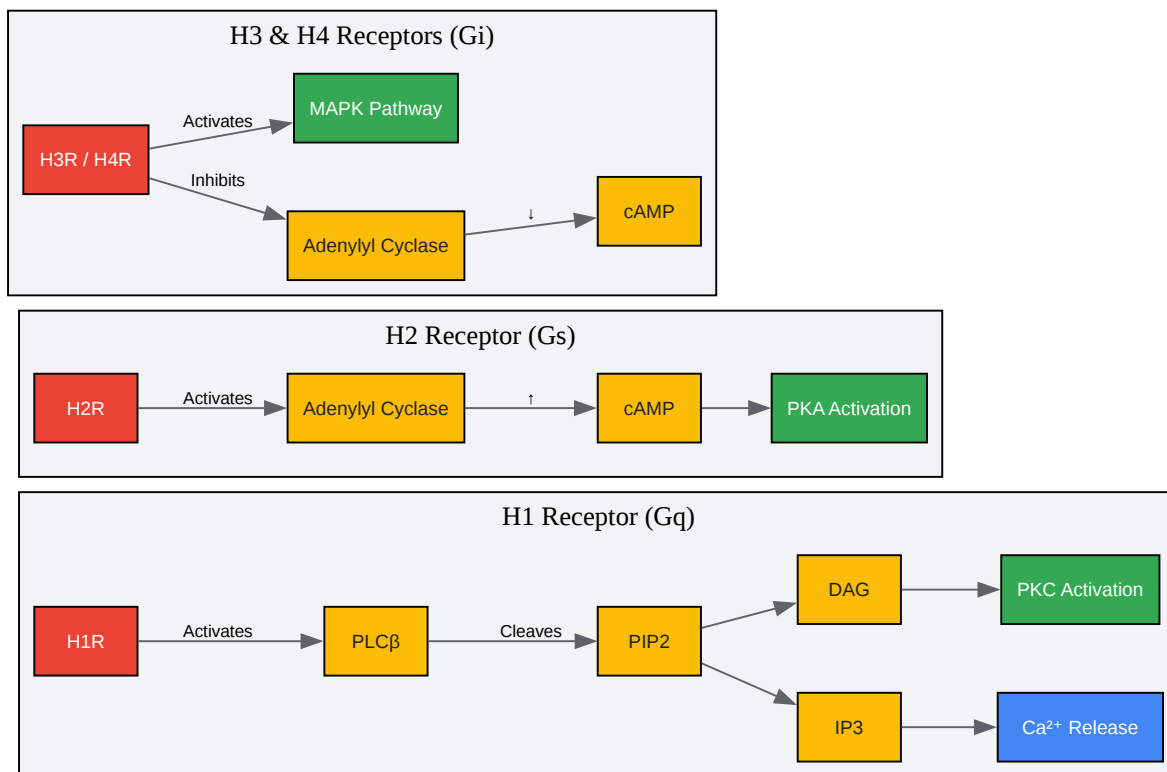 H3 & H4 Receptors (Gi)
MAPK Pathway
Activates
H3R / H4R
Inhibits
cAMP
↓
Adenylyl Cyclase
H2 Receptor (Gs)
H2R
Activates
Adenylyl Cyclase
↑
cAMP
PKA Activation
H1 Receptor (Gq)
DAG
PKC Activation
H1R
Activates
PLCβ
Cleaves
PIP2
IP3
Ca²⁺ Release